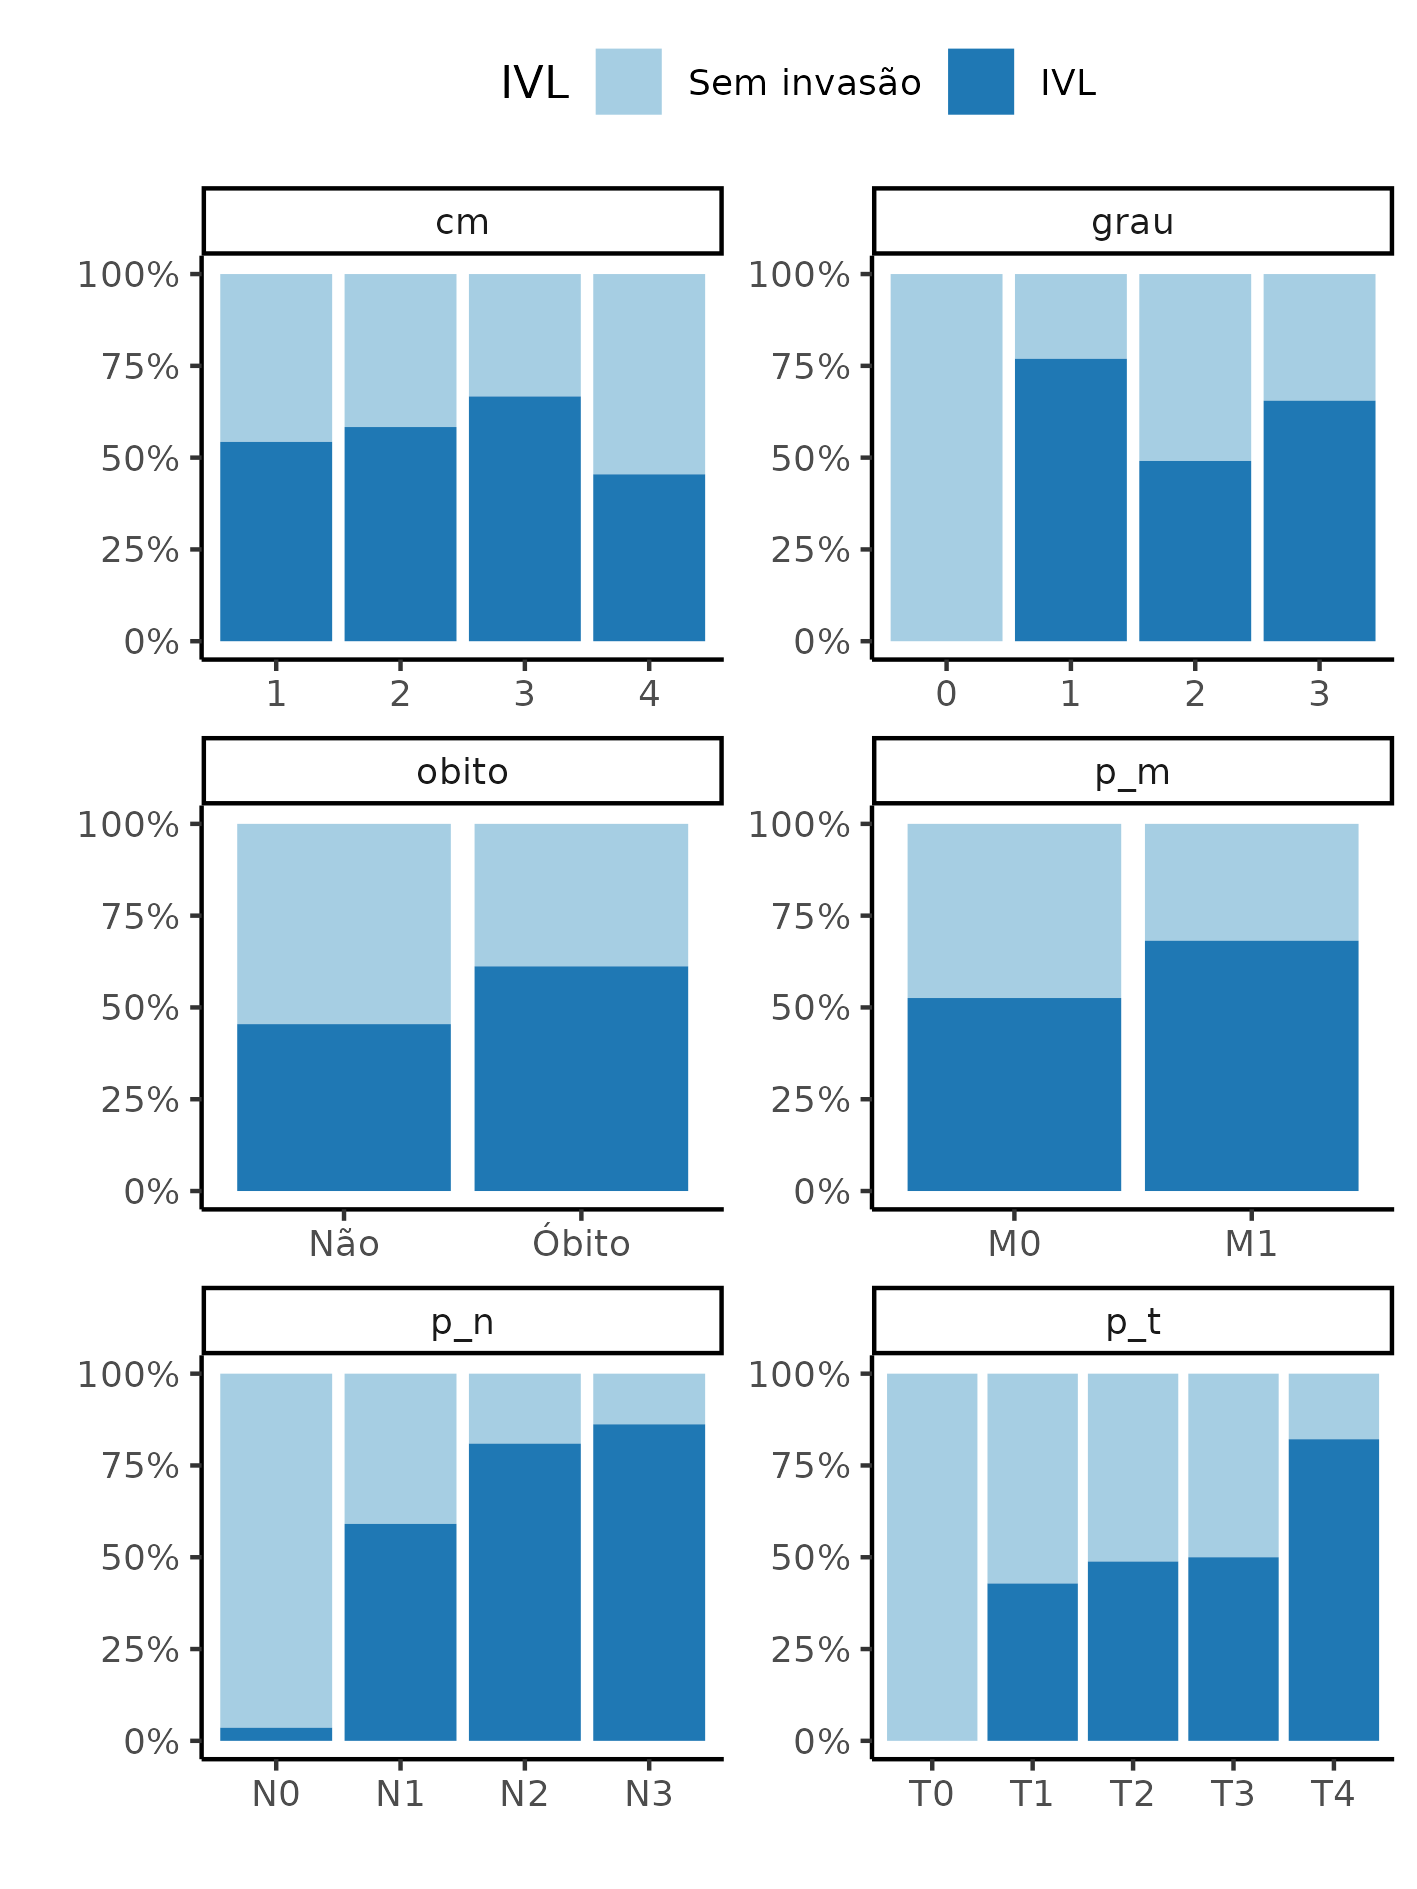 IVL Sem invasão IVL
cm grau
100% 100%
75% 75%
50% 50%
25% 25%
0% 0%
1 2 3 4 0 1 2 3
obito p_m
100% 100%
75% 75%
50% 50%
25% 25%
0% 0%
Não Óbito M0 M1
p_n p_t
100% 100%
75% 75%
50% 50%
25% 25%
0% 0%
N0 N1 N2 N3 T0 T1 T2 T3 T4